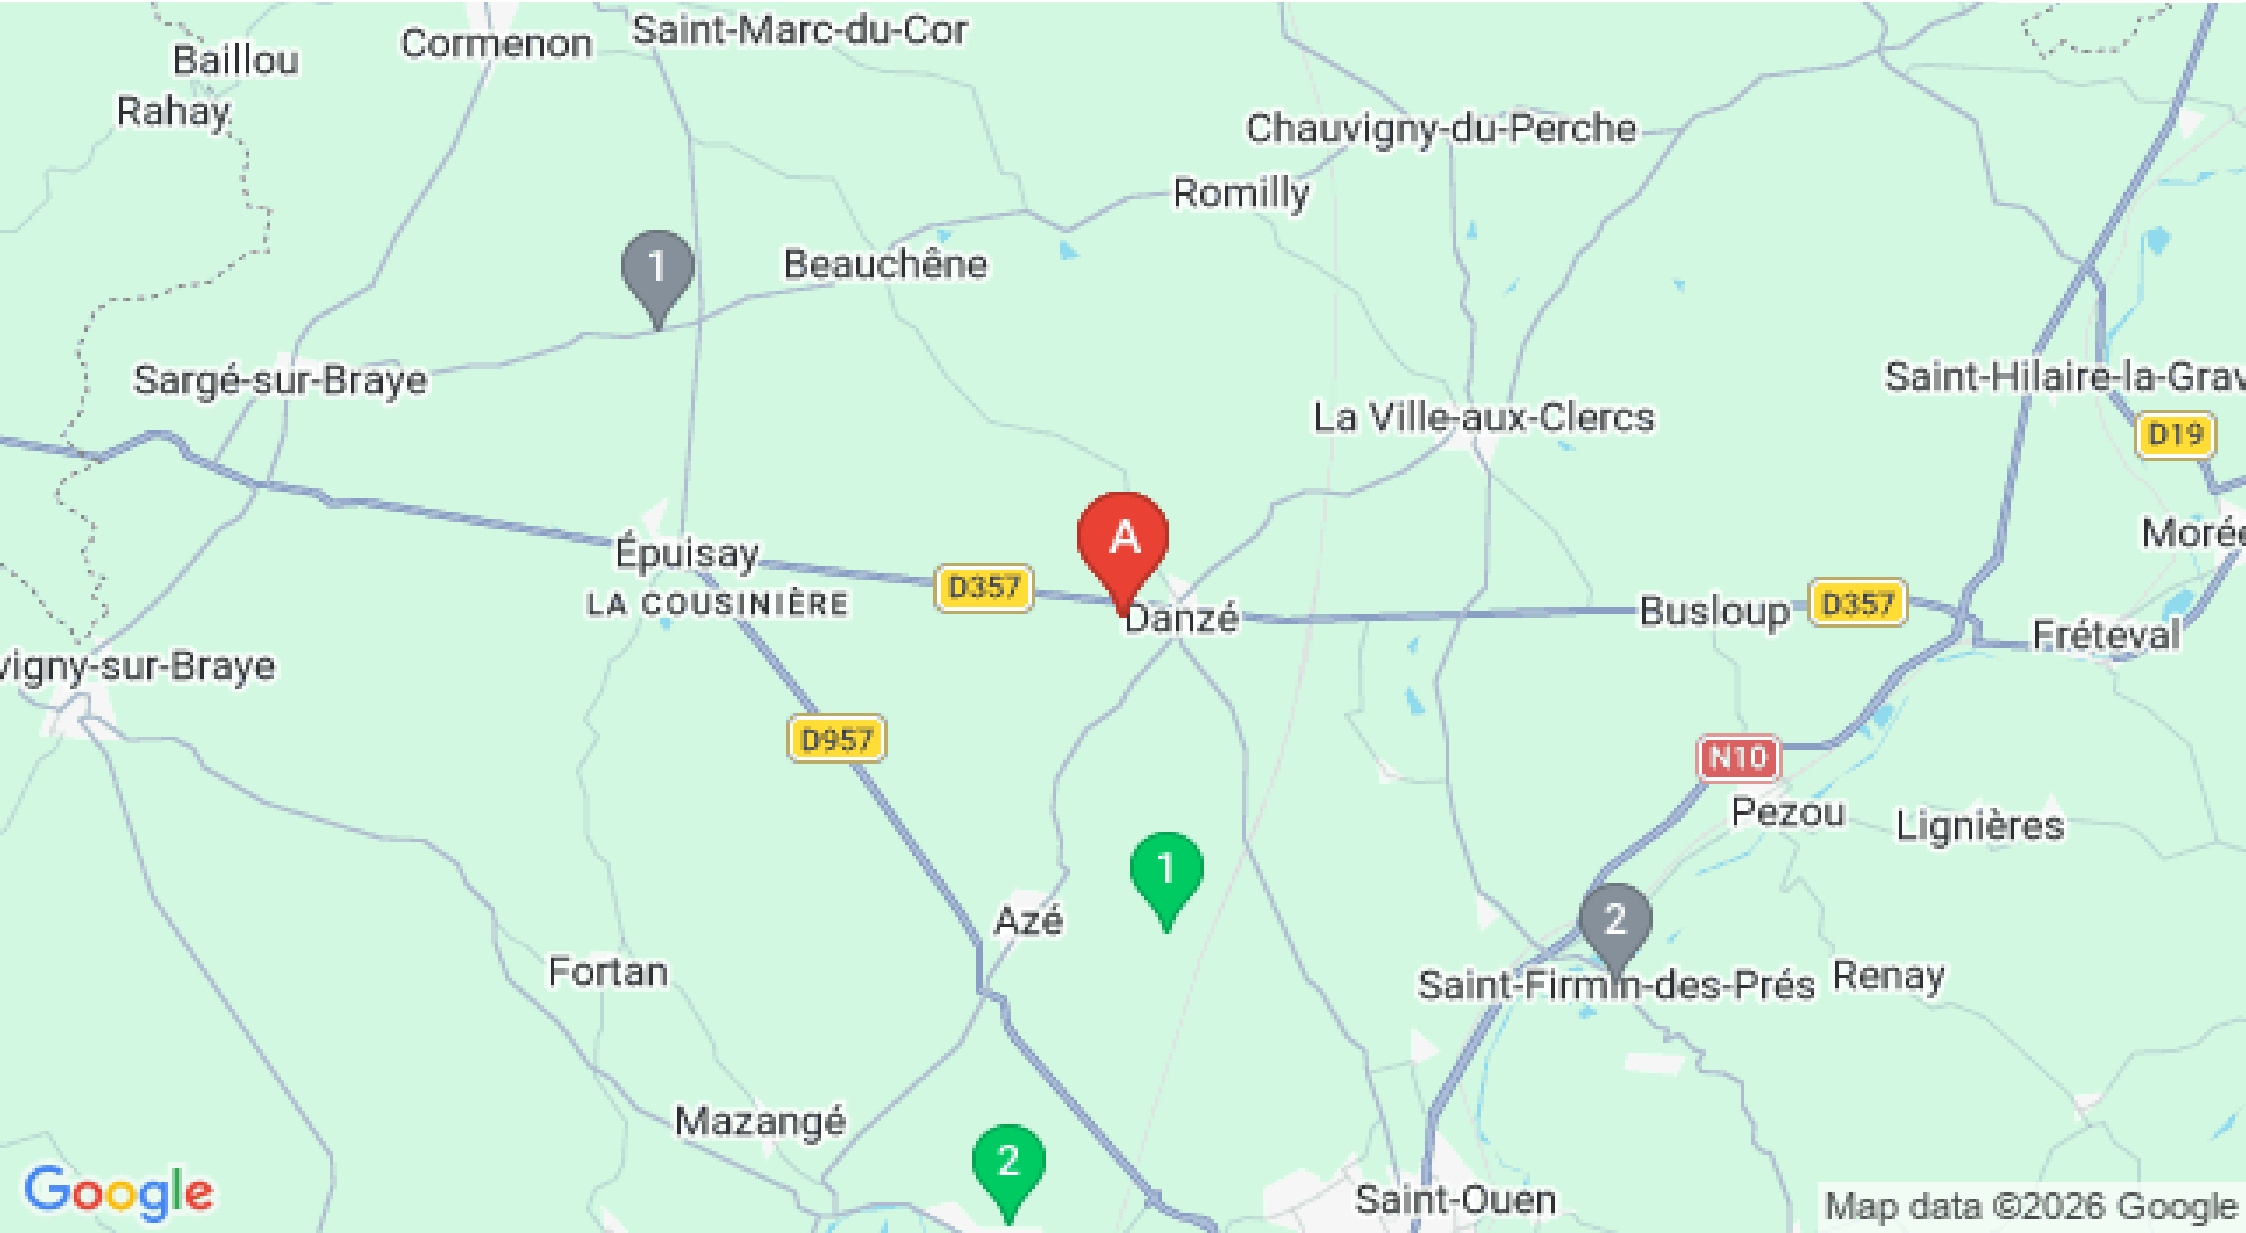 Saint-Marc-du-Cor
Cormenon
Baillou
Rahay
Chauvigny-du-Perche
Romilly
1
Beauchêne
Sargé-sur-Braye
Saint-Hilaire-la-Grav
La Ville-aux-Clercs
D19
Morée
A
Épuisay
D357
LA COUSINIÈRE
Danzé
Busloup
D357
Fréteval
vigny-sur-Braye
D957
N10
Pezou
Lignières
1
Azé
2
Fortan
Saint-Firmin-des-Prés
Renay
Mazangé
2
Saint-Ouen
Google
Map data ©2026 Google